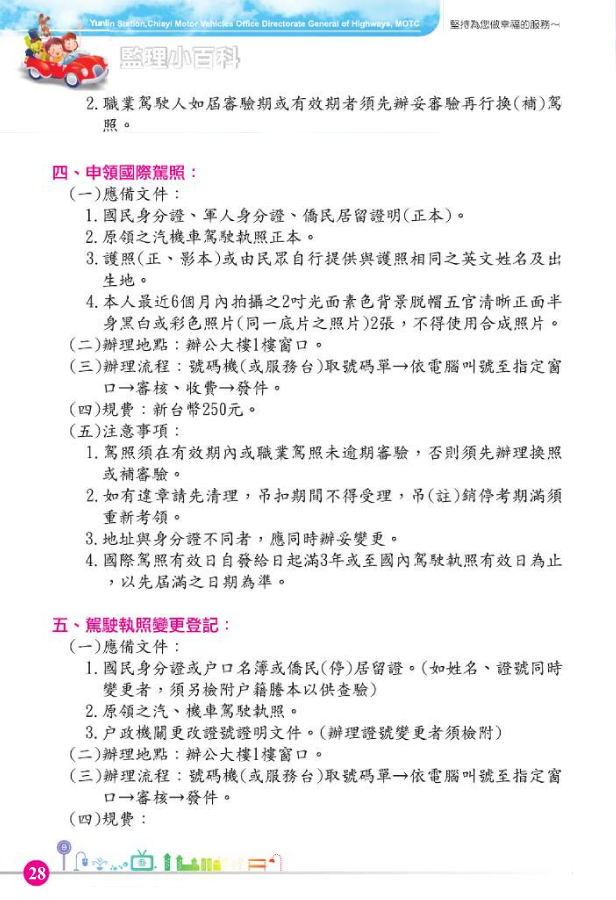 Yunlin Station,Chiayi Motor Vehicles Office Directorate General of Highways, MOTC
堅持為您做幸福的服務～
監理小百科
2.職業駕駛人如屆審驗期或有效期者須先辦妥審驗再行換(補)駕
照。
四、申領國際駕照：
(一)應備文件：
1.國民身分證、軍人身分證、僑民居留證明(正本)。
2.原領之汽機車駕駛執照正本。
3.護照(正、影本)或由民眾自行提供與護照相同之英文姓名及出
生地。
4.本人最近6個月內拍攝之2吋光面素色背景脱帽五官清晰正面半
身黑白或彩色照片(同一底片之照片)2張，不得使用合成照片。
(二)辦理地點：辦公大樓1樓窗口。
(三)辦理流程：號碼機(或服務台)取號碼單→依電腦叫號至指定窗
口→審核、收費→發件。
(四)規費：新台幣250元。
(五)注意事項：
1.駕照須在有效期內或職業駕照未逾期審驗，否則須先辦理換照
或補審驗。
2.如有違章請先清理，吊扣期間不得受理，吊(註)銷停考期滿須
重新考領。
3.地址與身分證不同者，應同時辦妥變更。
4.國際駕照有效日自發給日起滿3年或至國內駕駛執照有效日為止
，以先屆滿之日期為準。
五、駕駛執照變更登記：
(一)應備文件：
1.國民身分證或户口名簿或僑民(停)居留證。(如姓名、證號同時
變更者，須另檢附户籍謄本以供查驗)
2.原領之汽、機車駕駛執照。
3.户政機關更改證號證明文件。(辦理證號變更者須檢附)
(二)辦理地點：辦公大樓1樓窗口。
(三)辦理流程：號碼機(或服務台)取號碼單→依電腦叫號至指定窗
口→審核→發件。
(四)規費：
28